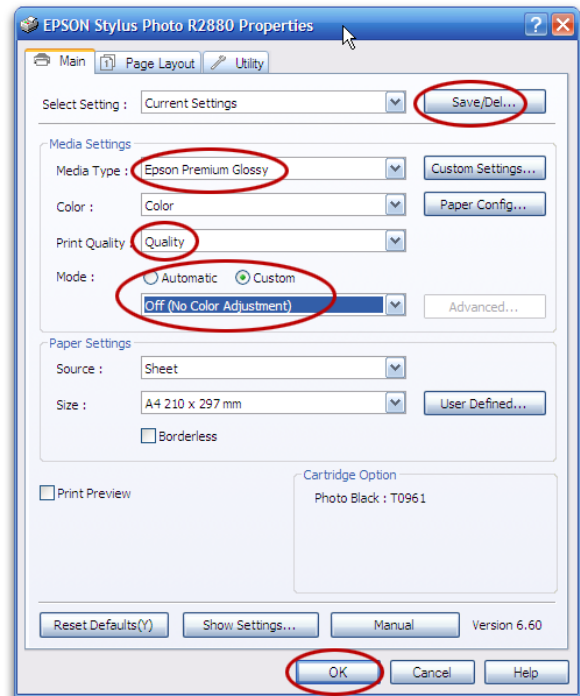 EPSON Stylus Photo R2880 Properties
Main
1 Page Layout
Utility
Select Setting : Current Settings Save/Del...
Media Settings
Media Type : Epson Premium Glossy Custom Settings...
Color : Color Paper Config...
Print Quality : Quality
Mode : Automatic Custom
Off (No Color Adjustment) Advanced...
Paper Settings
Source : Sheet
Size : A4 210 x 297 mm User Defined...
Borderless
Print Preview
Cartridge Option
Photo Black : T0961
Reset Defaults(Y) Show Settings... Manual Version 6.60
OK Cancel Help